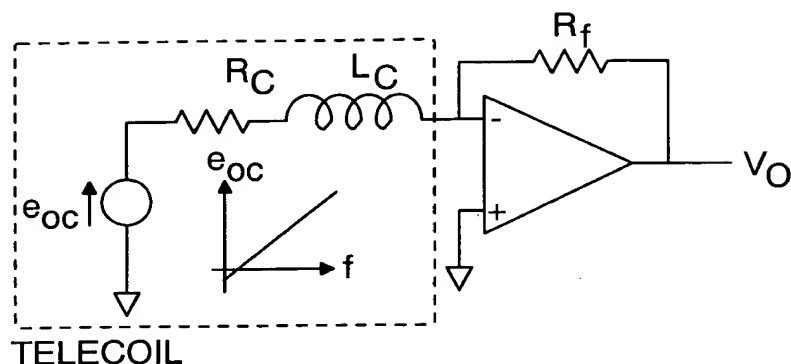 R_C
L_C
R_f
-
+
V_O
e_oc
e_oc
f
TELECOIL